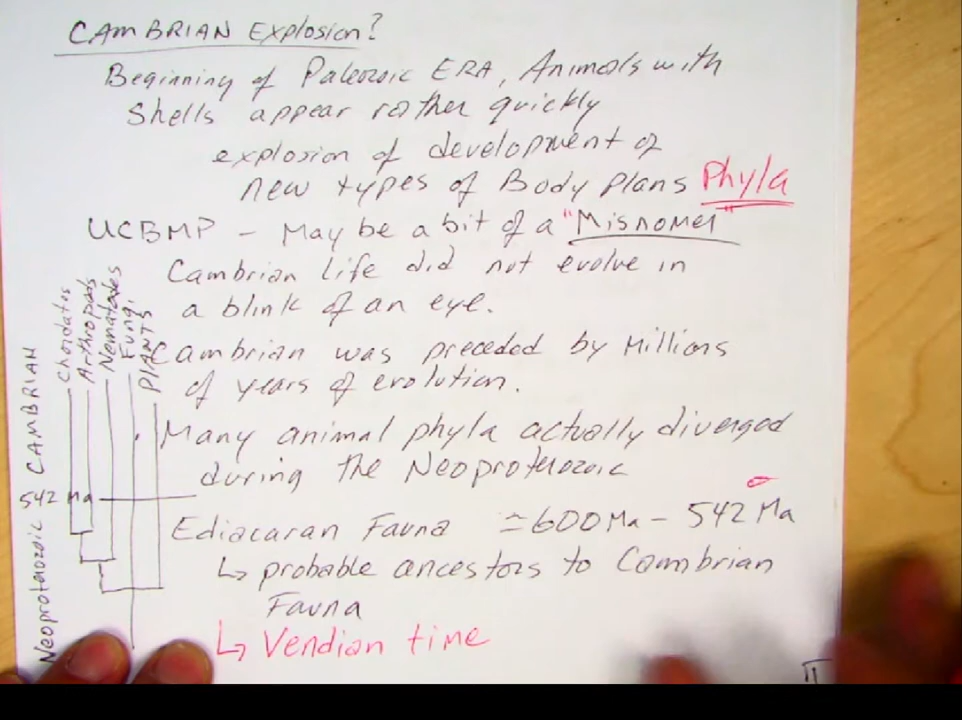 CAMBRIAN Explosion?
Beginning of Paleozoic ERA, Animals with
Shells appear rather quickly
explosion of development of
new types of Body Plans Phyla
UCBMP - May be a bit of a "Misnomer"
Cambrian life did not evolve in
a blink of an eye.
Cambrian was preceded by Millions
of years of evolution.
Many animal phyla actually diverged
during the Neoproterozoic
Ediacaran Fauna ≃600Ma - 542 Ma
↳ probable ancestors to Cambrian
Fauna
↳ Vendian time
Chordates
Arthropods
Nematodes
Fungi
PLANTS
CAMBRIAN
542 Ma
Neoproterozoic
II